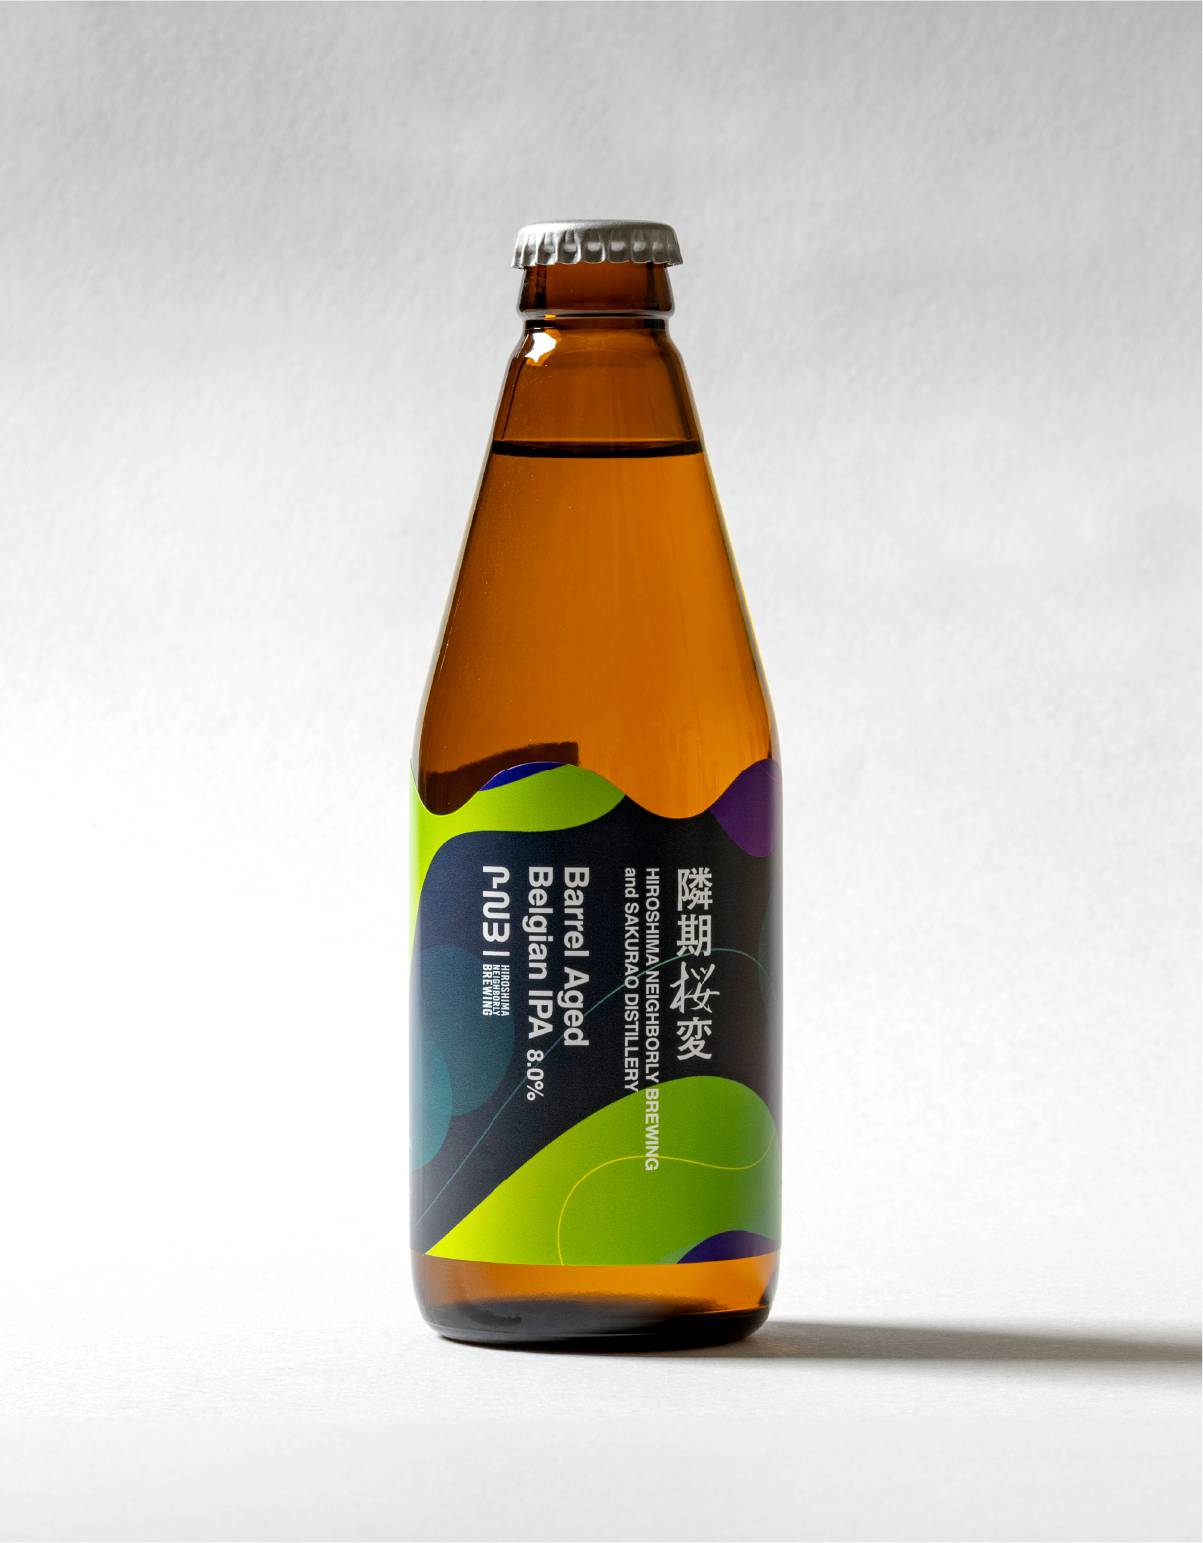 隣期桜変
HIROSHIMA NEIGHBORLY BREWING
and SAKURAO DISTILLERY
Barrel Aged
Belgian IPA 8.0%
HNB
HIROSHIMA
NEIGHBORLY
BREWING